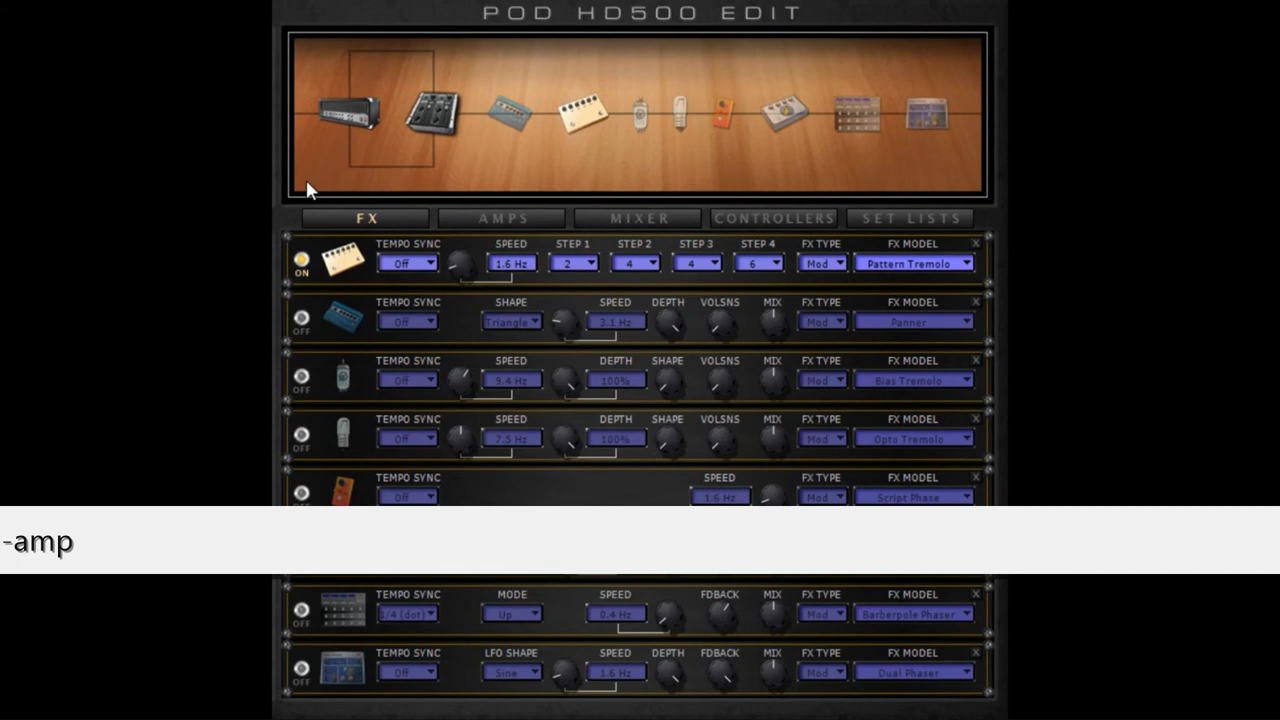 POD HD500 EDIT
FX AMPS MIXER CONTROLLERS SET LISTS
TEMPO SYNC SPEED STEP 1 STEP 2 STEP 3 STEP 4 FX TYPE FX MODEL X
ON Off 1.6 Hz 2 4 4 6 Mod Pattern Tremolo
TEMPO SYNC SHAPE SPEED DEPTH VOLSNS MIX FX TYPE FX MODEL X
OFF Off Triangle 3.1 Hz Mod Panner
TEMPO SYNC SPEED DEPTH SHAPE VOLSNS MIX FX TYPE FX MODEL X
OFF Off 9.4 Hz 100% Mod Bias Tremolo
TEMPO SYNC SPEED DEPTH SHAPE VOLSNS MIX FX TYPE FX MODEL X
OFF Off 7.5 Hz 100% Mod Opto Tremolo
TEMPO SYNC SPEED FX TYPE FX MODEL X
Off 1.6 Hz Mod Script Phase
-amp
TEMPO SYNC MODE SPEED FDBACK MIX FX TYPE FX MODEL X
OFF 1/4 (dot) Up 0.4 Hz Mod Barberpole Phaser
TEMPO SYNC LFO SHAPE SPEED DEPTH FDBACK MIX FX TYPE FX MODEL X
OFF Off Sine 1.6 Hz Mod Dual Phaser